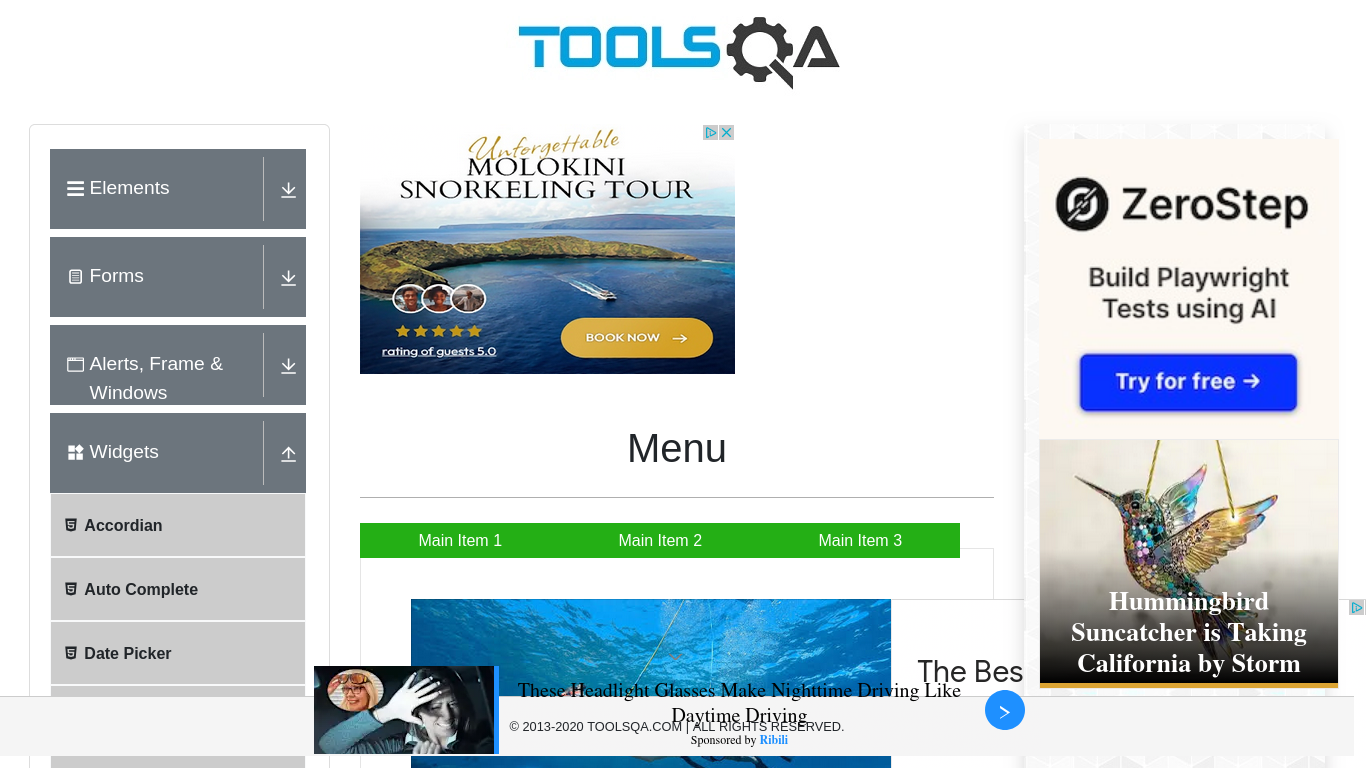 TOOLSQA
Elements
Forms
Alerts, Frame &
Windows
Widgets
Accordian
Auto Complete
Date Picker
Unforgettable
MOLOKINI
SNORKELING TOUR
BOOK NOW
rating of guests 5.0
Menu
Main Item 1
Main Item 2
Main Item 3
The Bes
ZeroStep
Build Playwright
Tests using AI
Try for free →
Hummingbird
Suncatcher is Taking
California by Storm
These Headlight Glasses Make Nighttime Driving Like
Daytime Driving
© 2013-2020 TOOLSQA.COM | ALL RIGHTS RESERVED.
Sponsored by Ribili